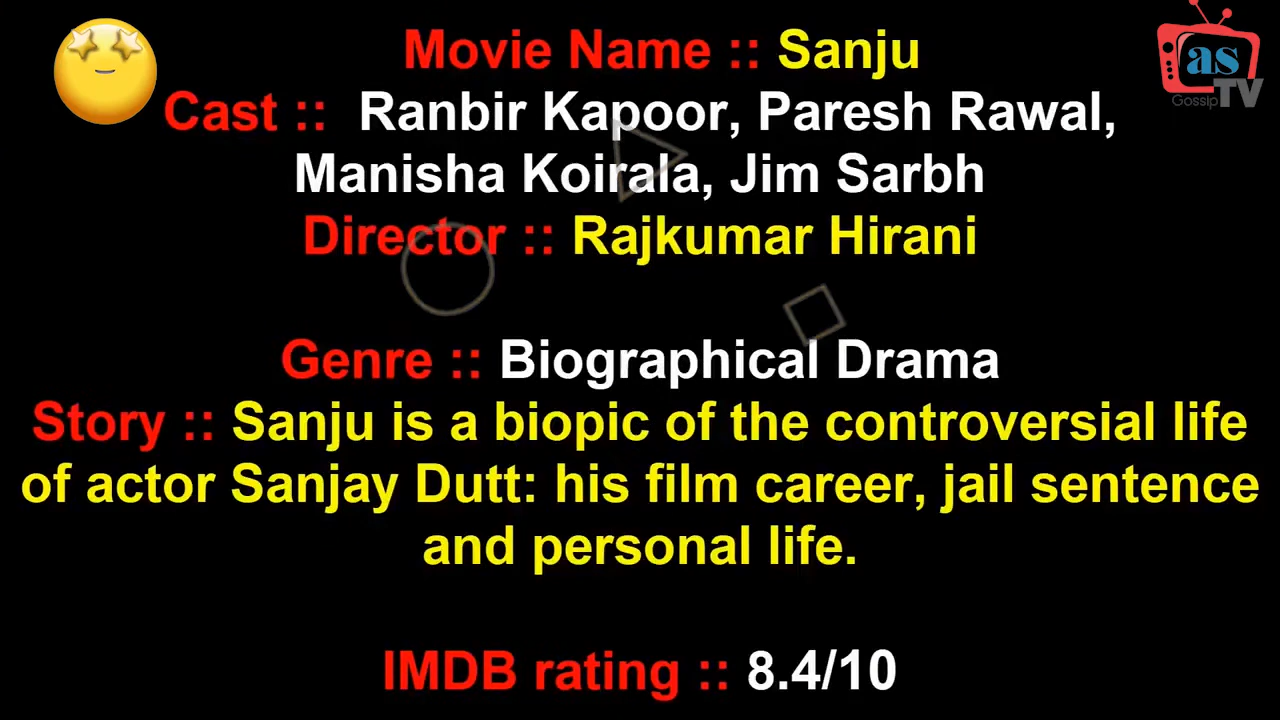 Movie Name :: Sanju
as
GossipTV
Cast :: Ranbir Kapoor, Paresh Rawal,
Manisha Koirala, Jim Sarbh
Director :: Rajkumar Hirani
Genre :: Biographical Drama
Story :: Sanju is a biopic of the controversial life
of actor Sanjay Dutt: his film career, jail sentence
and personal life.
IMDB rating :: 8.4/10